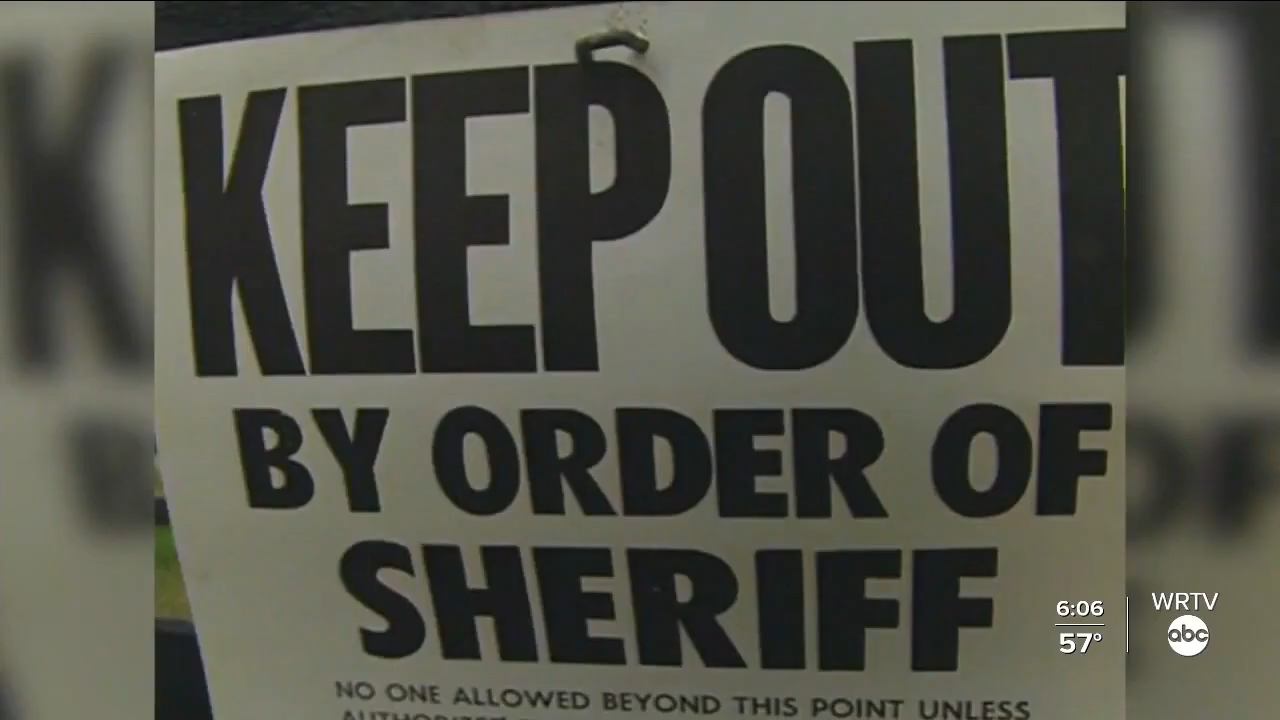 KEEP OUT
BY ORDER OF
SHERIFF
NO ONE ALLOWED BEYOND THIS POINT UNLESS
6:06
57°
WRTV
abc